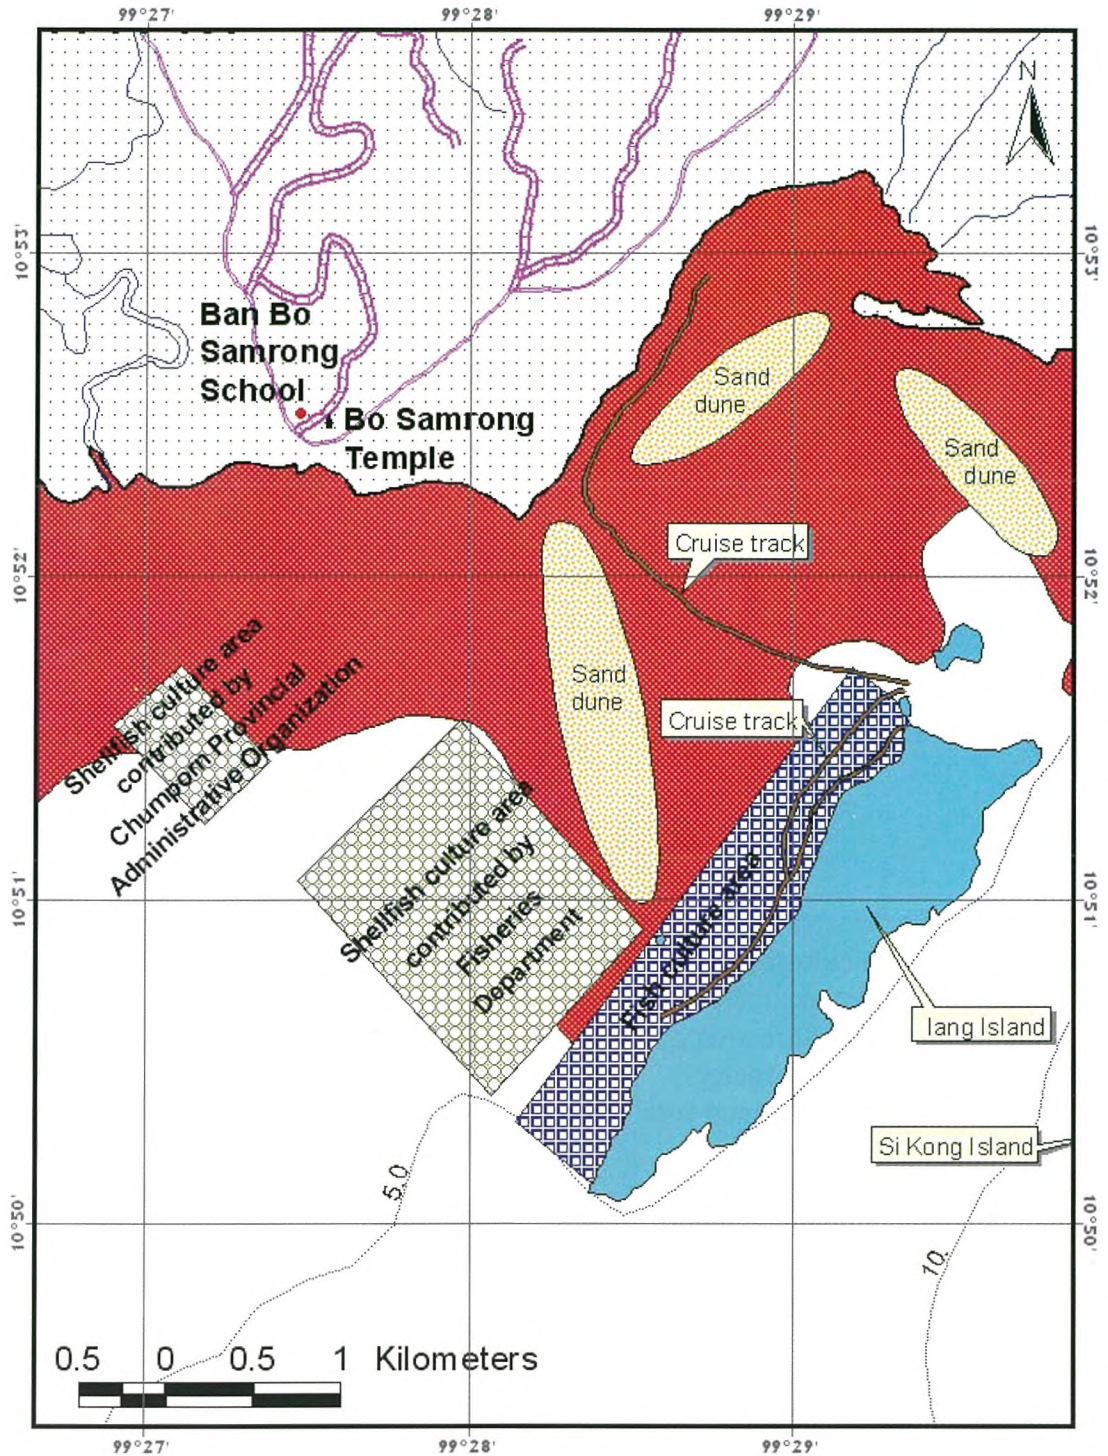 99°27'
99°28'
99°29'
N
10°53'
10°53'
Ban Bo
Samrong
School
Bo Samrong
Temple
Sand
dune
Sand
dune
Cruise track
10°52'
10°52'
Sand
dune
Cruise track
Shellfish culture area
contributed by
Chumporn Provincial
Administrative Organization
Shellfish culture area
contributed by
Fisheries
Department
Fish culture area
10°51'
10°51'
Iang Island
Si Kong Island
5.0
10.
10°50'
10°50'
0.5 0 0.5 1 Kilometers
99°27'
99°28'
99°29'